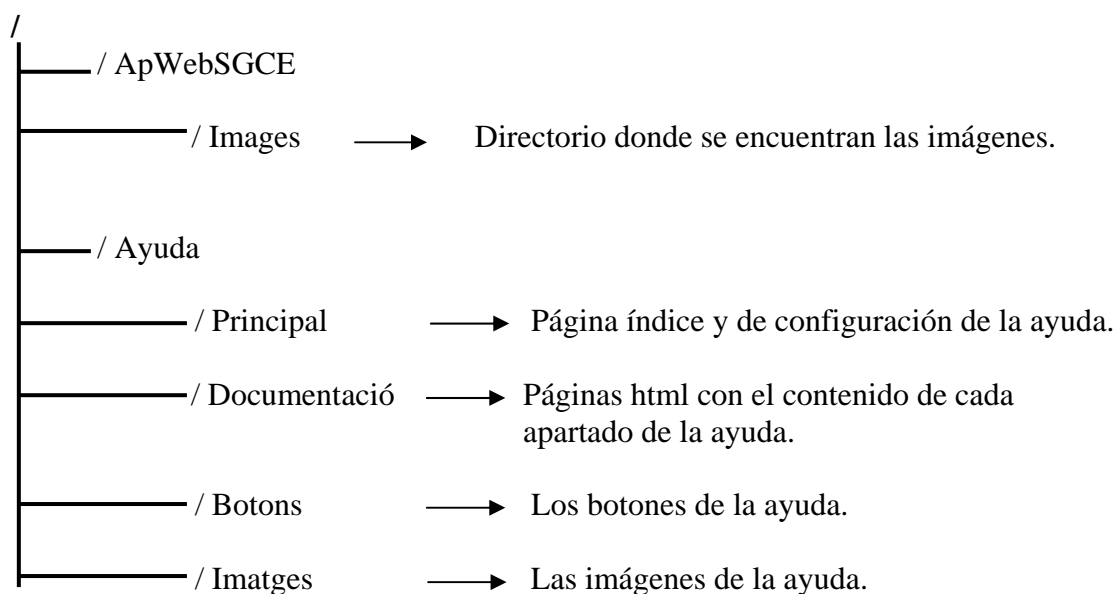 /
/ ApWebSGCE
/ Images Directorio donde se encuentran las imágenes.
/ Ayuda
/ Principal Página índice y de configuración de la ayuda.
/ Documentació Páginas html con el contenido de cada
apartado de la ayuda.
/ Botons Los botones de la ayuda.
/ Imatges Las imágenes de la ayuda.